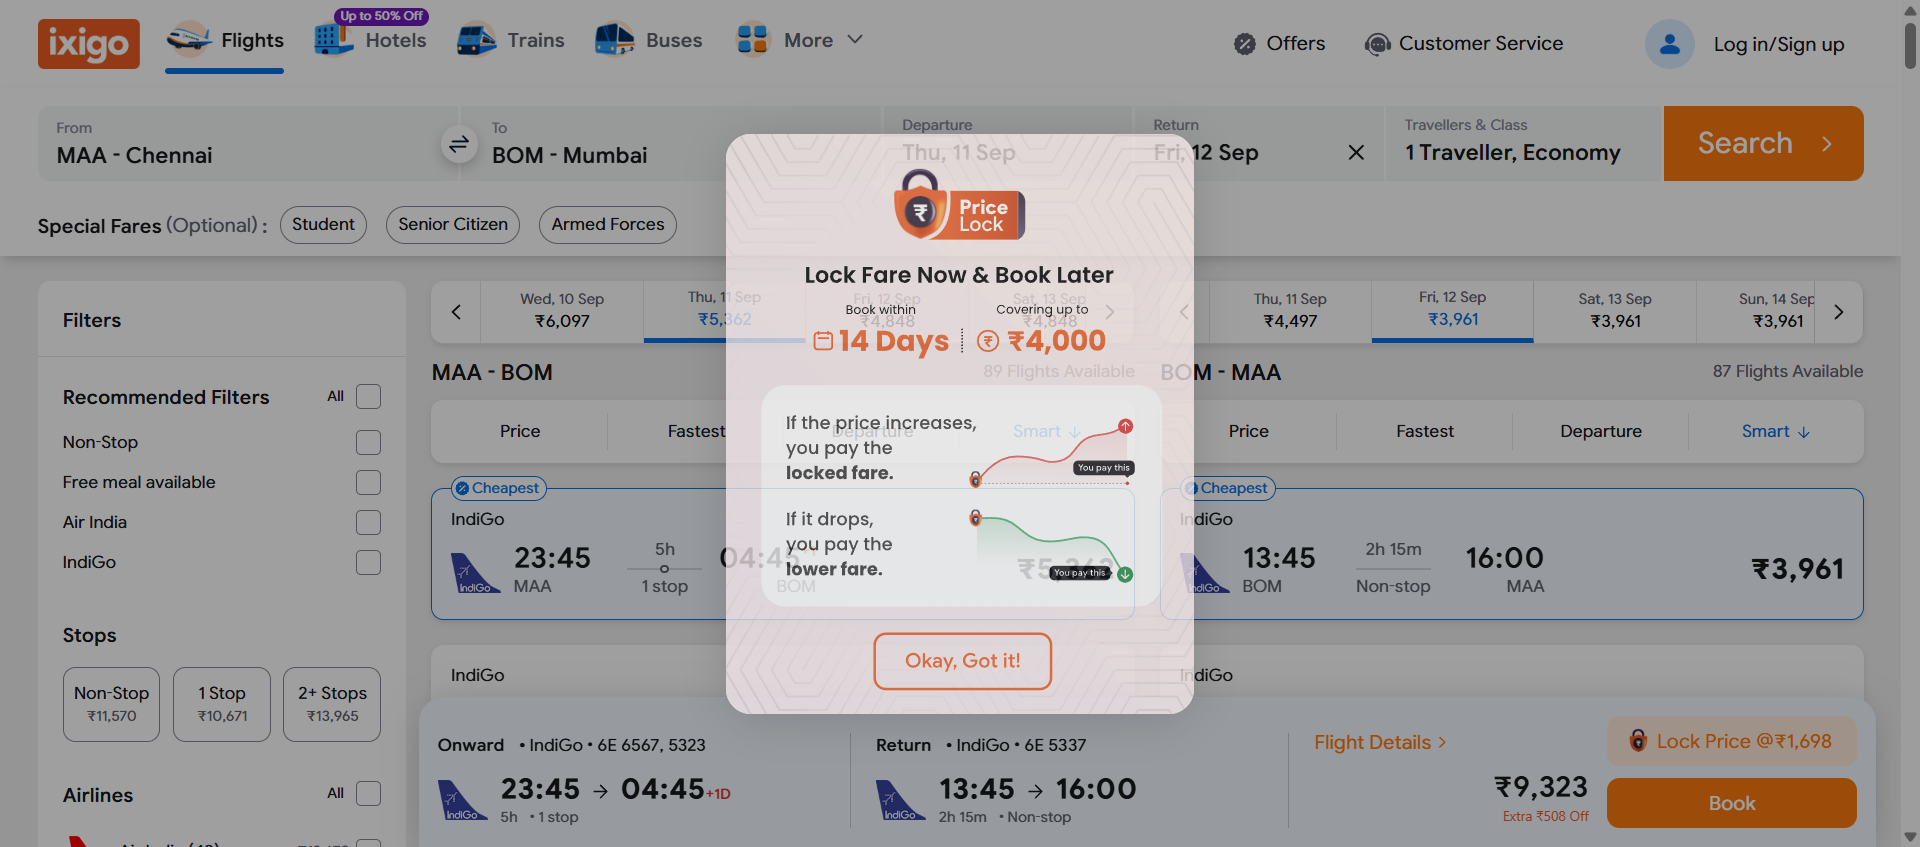 ixigo
Flights
Up to 50% Off
Hotels
Trains
Buses
More
Offers
Customer Service
Log in/Sign up
From
MAA - Chennai
To
BOM - Mumbai
Departure
Thu, 11 Sep
Return
Fri, 12 Sep
Travellers & Class
1 Traveller, Economy
Search
Special Fares (Optional) :
Student
Senior Citizen
Armed Forces
Price
Lock
Lock Fare Now & Book Later
Book within
14 Days
Covering up to
₹4,000
If the price increases,
you pay the
locked fare.
You pay this
If it drops,
you pay the
lower fare.
You pay this
Okay, Got it!
Filters
Recommended Filters
All
Non-Stop
Free meal available
Air India
IndiGo
Stops
Non-Stop
₹11,570
1 Stop
₹10,671
2+ Stops
₹13,965
Airlines
All
Wed, 10 Sep
₹6,097
Thu, 11 Sep
₹5,362
Fri, 12 Sep
₹4,848
Sat, 13 Sep
₹4,848
MAA - BOM
89 Flights Available
Price
Fastest
Departure
Smart
Cheapest
IndiGo
IndiGo
23:45
MAA
5h
1 stop
04:45
BOM
₹5,362
IndiGo
Thu, 11 Sep
₹4,497
Fri, 12 Sep
₹3,961
Sat, 13 Sep
₹3,961
Sun, 14 Sep
₹3,961
BOM - MAA
87 Flights Available
Price
Fastest
Departure
Smart
Cheapest
IndiGo
IndiGo
13:45
BOM
2h 15m
Non-stop
16:00
MAA
₹3,961
IndiGo
Onward • IndiGo • 6E 6567, 5323
IndiGo
23:45 → 04:45 +1D
5h • 1 stop
Return • IndiGo • 6E 5337
IndiGo
13:45 → 16:00
2h 15m • Non-stop
Flight Details
₹9,323
Extra ₹508 Off
Lock Price @₹1,698
Book